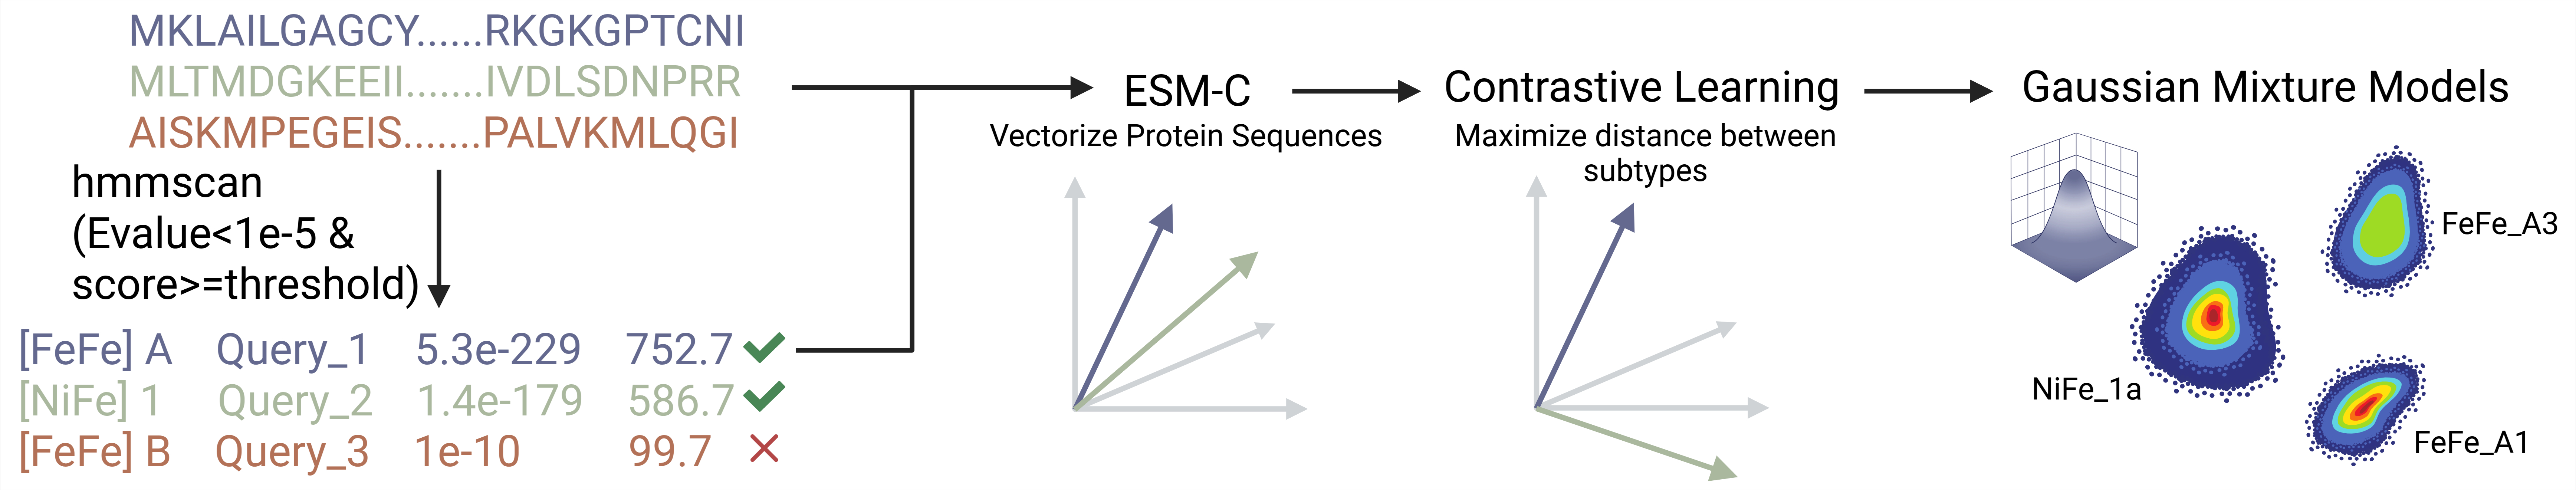 MKLAILGAGCY......RKGKGPTCNI
MLTMDGKEEII.......IVDLSDNPRR
AISKMPEGEIS.......PALVKMLQGI
hmmscan
(Evalue<1e-5 &
score>=threshold)
[FeFe] A Query_1 5.3e-229 752.7
[NiFe] 1 Query_2 1.4e-179 586.7
[FeFe] B Query_3 1e-10 99.7
ESM-C
Vectorize Protein Sequences
Contrastive Learning
Maximize distance between
subtypes
Gaussian Mixture Models
FeFe_A3
NiFe_1a
FeFe_A1